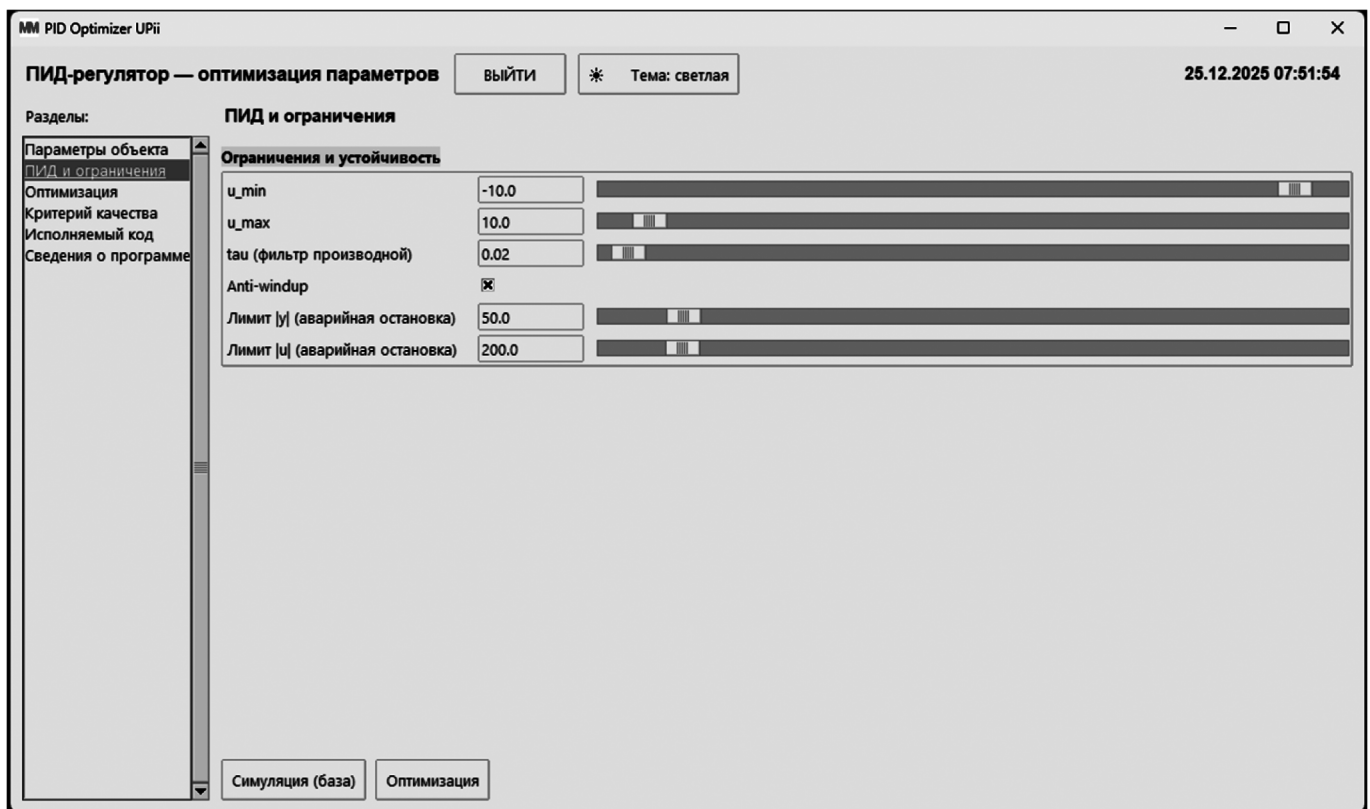 MM PID Optimizer UPii
ПИД-регулятор — оптимизация параметров ВЫЙТИ Тема: светлая 25.12.2025 07:51:54
Разделы:
Параметры объекта
ПИД и ограничения
Оптимизация
Критерий качества
Исполняемый код
Сведения о программе
ПИД и ограничения
Ограничения и устойчивость
u_min -10.0
u_max 10.0
tau (фильтр производной) 0.02
Anti-windup
Лимит |y| (аварийная остановка) 50.0
Лимит |u| (аварийная остановка) 200.0
Симуляция (база) Оптимизация